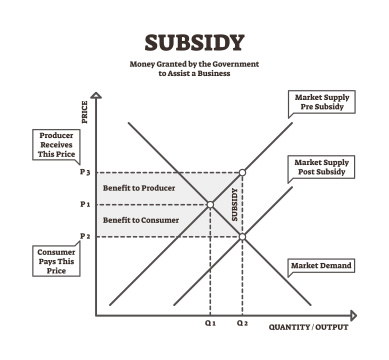 SUBSIDY
Money Granted by the Government
to Assist a Business
Market Supply
Pre Subsidy
PRICE
Producer
Receives
This Price
Market Supply
Post Subsidy
P 3
Benefit to Producer
SUBSIDY
P 1
Benefit to Consumer
P 2
Consumer
Pays This
Price
Market Demand
Q 1
Q 2
QUANTITY / OUTPUT